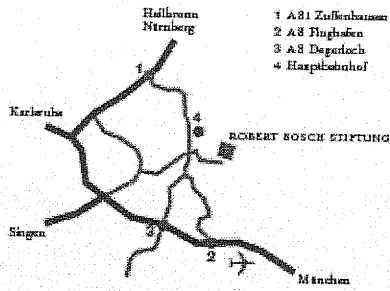 Heilbronn
Nürnberg
1 A81 Zuffenhausen
2 A8 Flughafen
3 A8 Degerloch
4 Hauptbahnhof
1
4
Karlsruhe
ROBERT BOSCH STIFTUNG
Singen
3
2
München